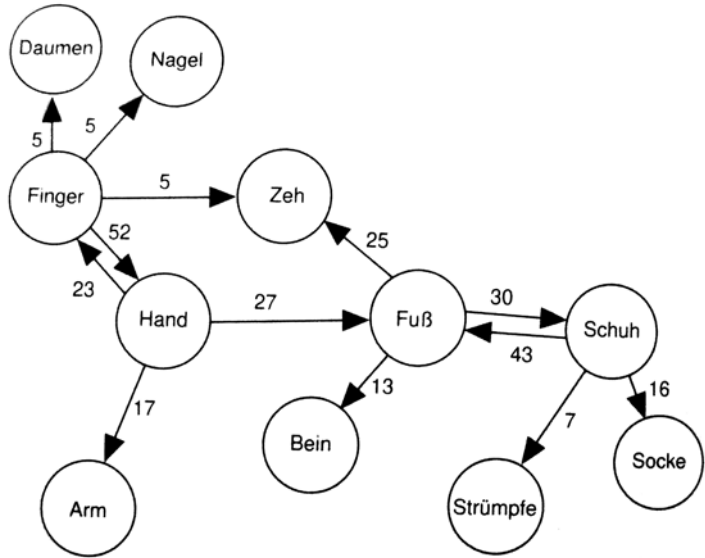 Daumen
Nagel
5
5
Finger
5
Zeh
52
25
23
Hand
27
Fuß
30
Schuh
43
17
13
16
7
Bein
Socke
Arm
Strümpfe